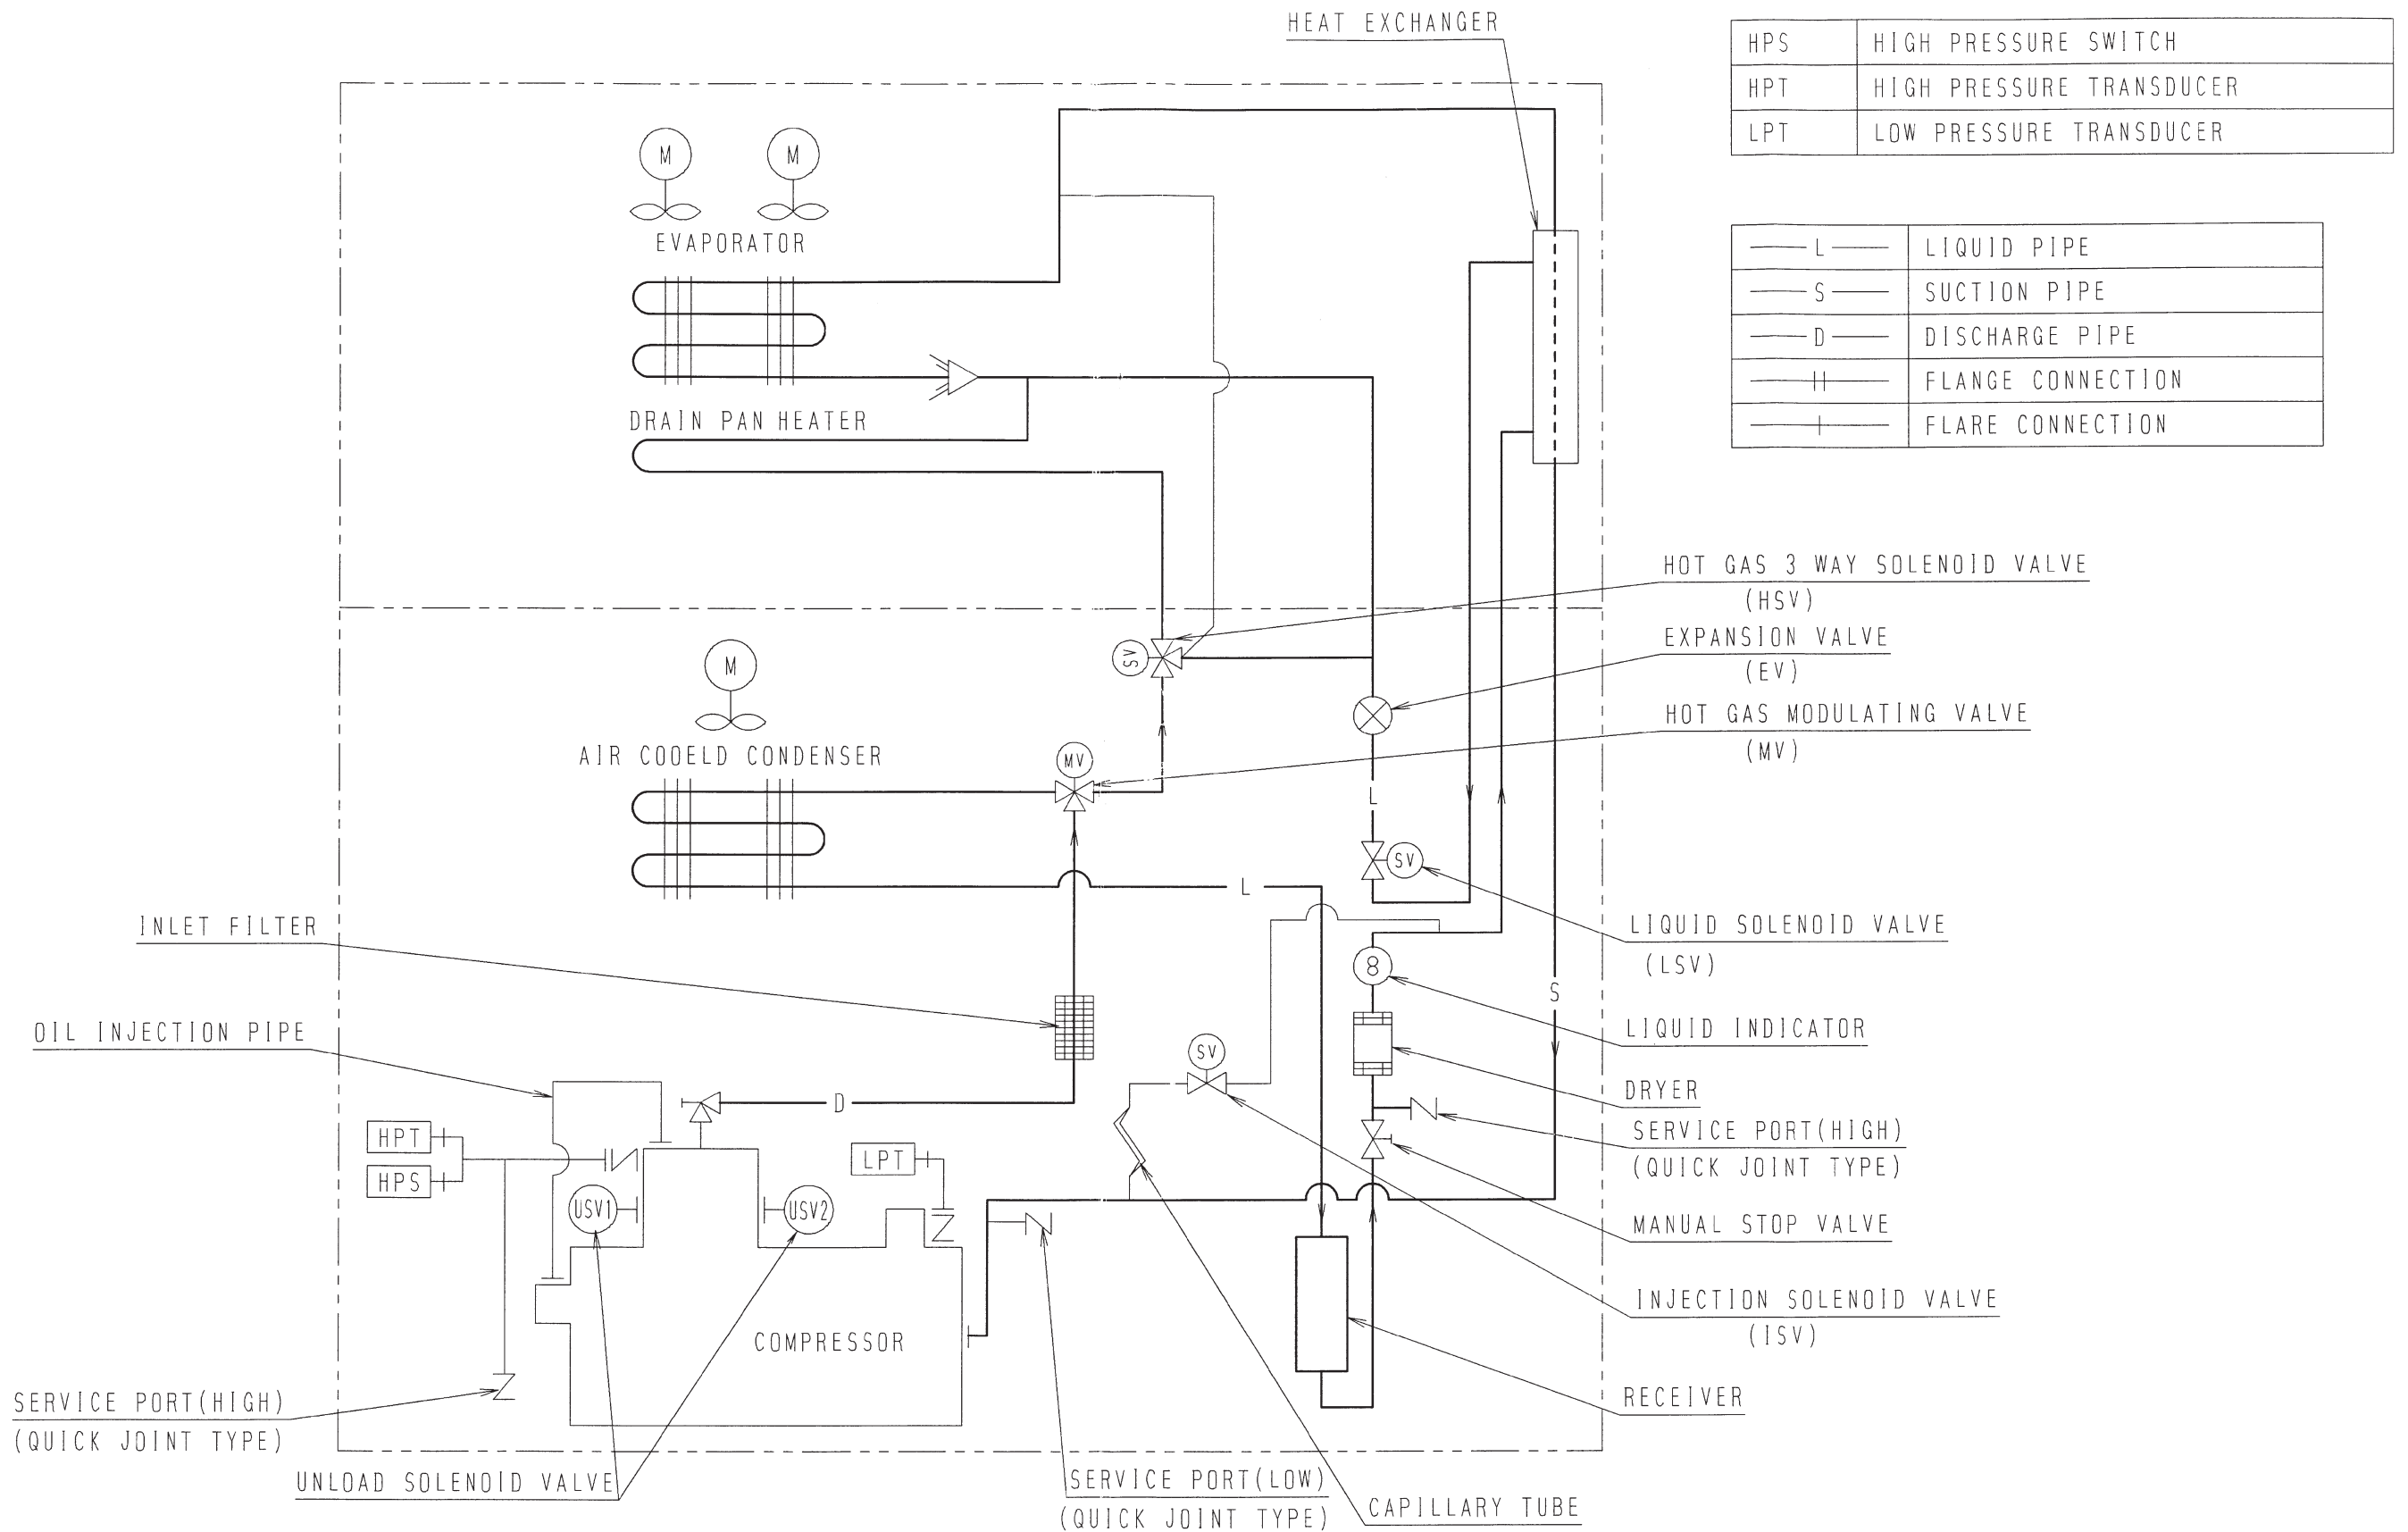 HEAT EXCHANGER
HPS HIGH PRESSURE SWITCH
HPT HIGH PRESSURE TRANSDUCER
LPT LOW PRESSURE TRANSDUCER
M M
EVAPORATOR
L LIQUID PIPE
S SUCTION PIPE
D DISCHARGE PIPE
FLANGE CONNECTION
FLARE CONNECTION
DRAIN PAN HEATER
HOT GAS 3 WAY SOLENOID VALVE
(HSV)
SV
EXPANSION VALVE
(EV)
M
HOT GAS MODULATING VALVE
(MV)
AIR COOELD CONDENSER
MV
L
SV
L
INLET FILTER
LIQUID SOLENOID VALVE
(LSV)
8
S
OIL INJECTION PIPE
LIQUID INDICATOR
SV
DRYER
D
HPT
HPS
LPT
SERVICE PORT(HIGH)
(QUICK JOINT TYPE)
USV1
USV2
MANUAL STOP VALVE
INJECTION SOLENOID VALVE
(ISV)
COMPRESSOR
RECEIVER
SERVICE PORT(HIGH)
(QUICK JOINT TYPE)
UNLOAD SOLENOID VALVE
SERVICE PORT(LOW)
(QUICK JOINT TYPE)
CAPILLARY TUBE